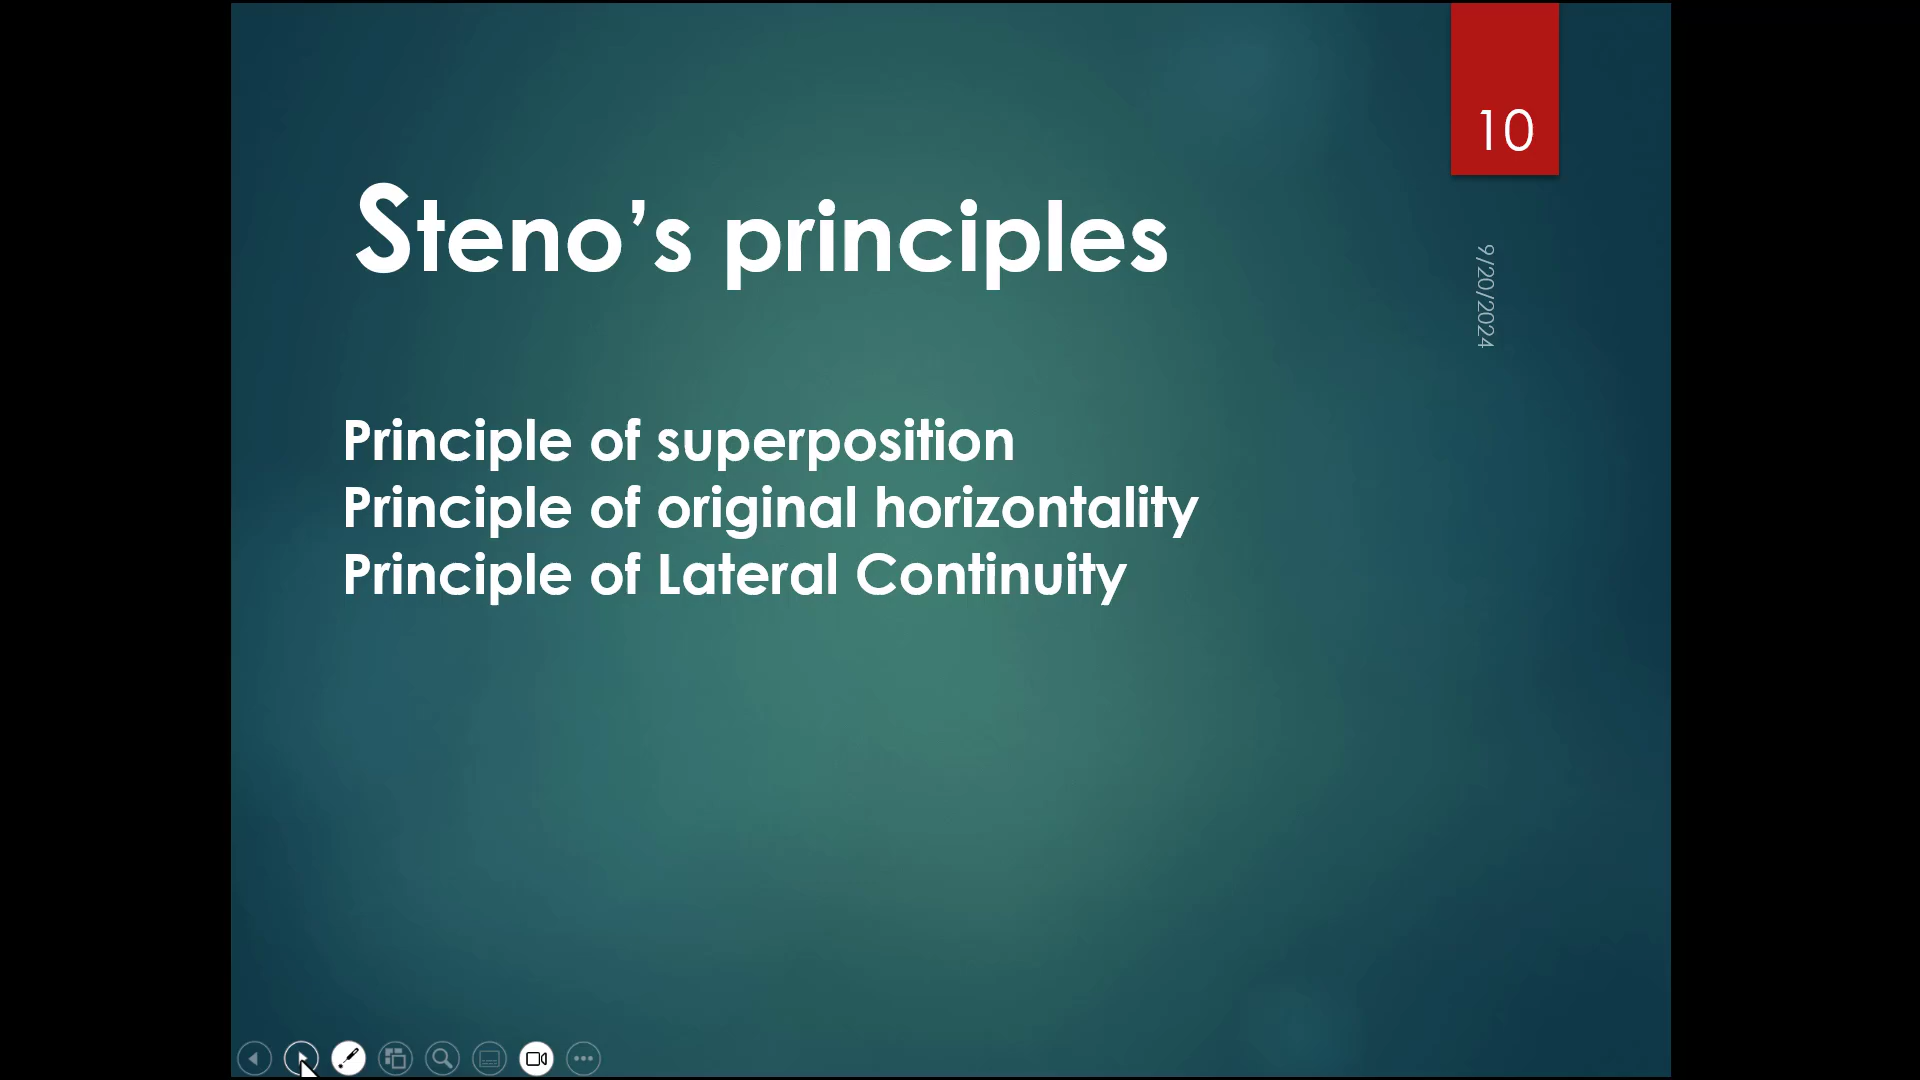 10
Steno’s principles
9/20/2024
Principle of superposition
Principle of original horizontality
Principle of Lateral Continuity